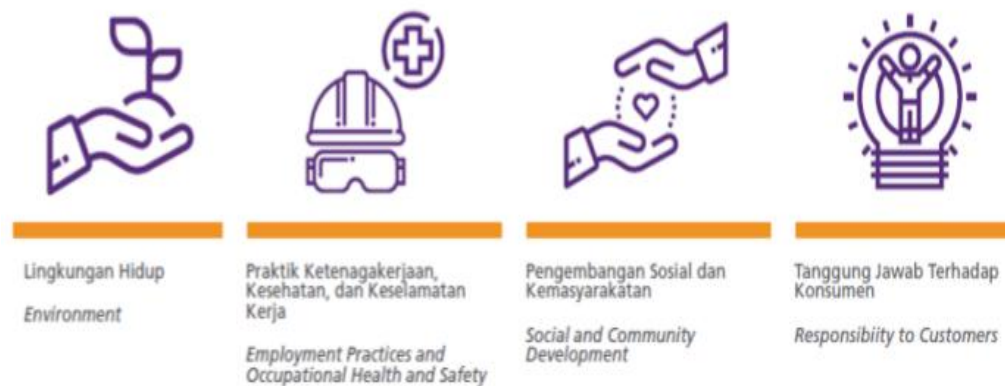 Lingkungan Hidup
Environment
Praktik Ketenagakerjaan,
Kesehatan, dan Keselamatan
Kerja
Employment Practices and
Occupational Health and Safety
Pengembangan Sosial dan
Kemasyarakatan
Social and Community
Development
Tanggung Jawab Terhadap
Konsumen
Responsibiity to Customers